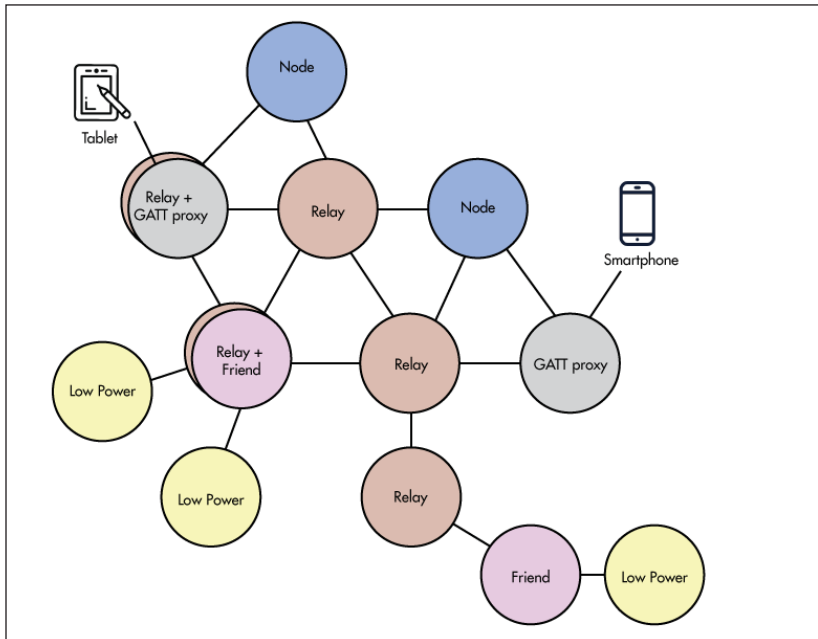 Node
Tablet
Relay +
GATT proxy
Relay
Node
Smartphone
Relay +
Friend
Relay
GATT proxy
Low Power
Low Power
Relay
Friend
Low Power